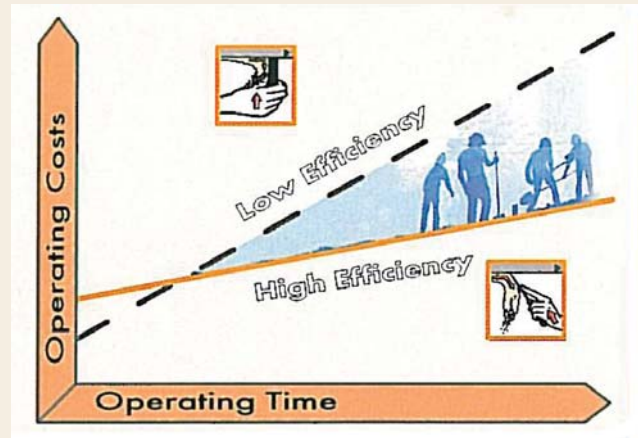 Operating Costs
Low Efficiency
High Efficiency
Operating Time